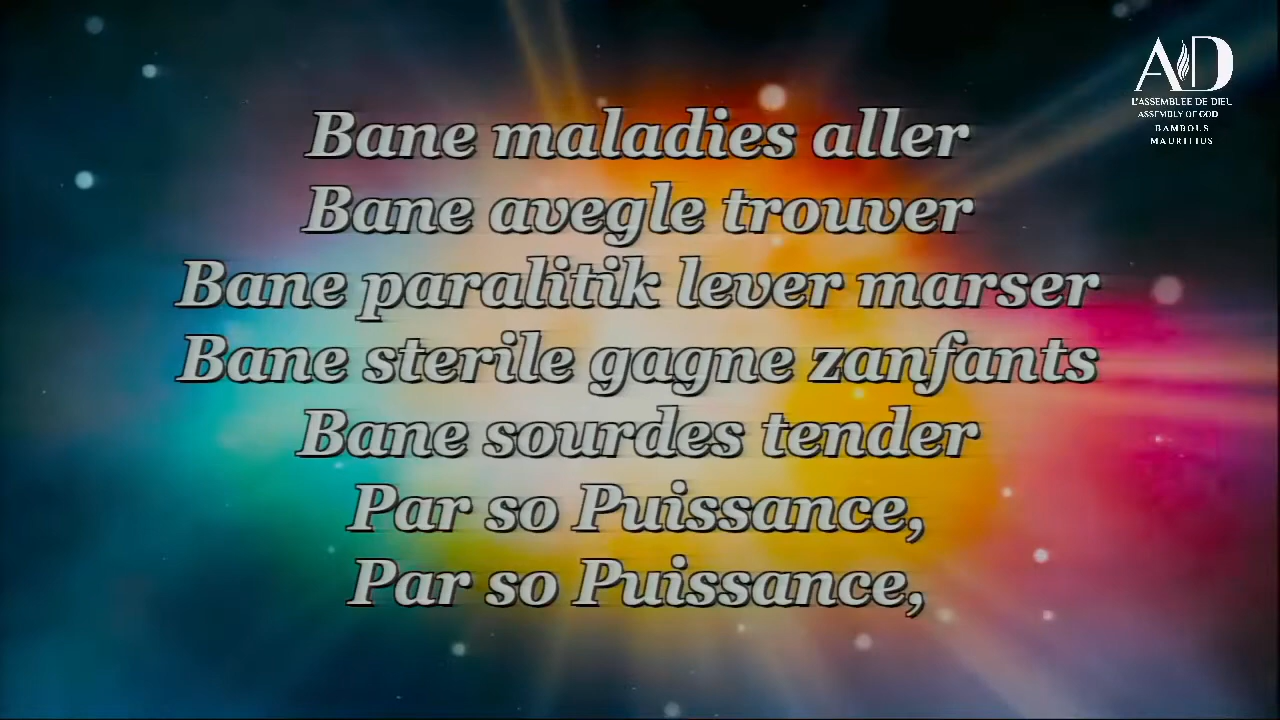 AD
L'ASSEMBLEE DE DIEU
ASSEMBLY OF GOD
BAMBOUS
MAURITIUS
Bane maladies aller
Bane avegle trouver
Bane paralitik lever marser
Bane sterile gagne zanfants
Bane sourdes tender
Par so Puissance,
Par so Puissance,